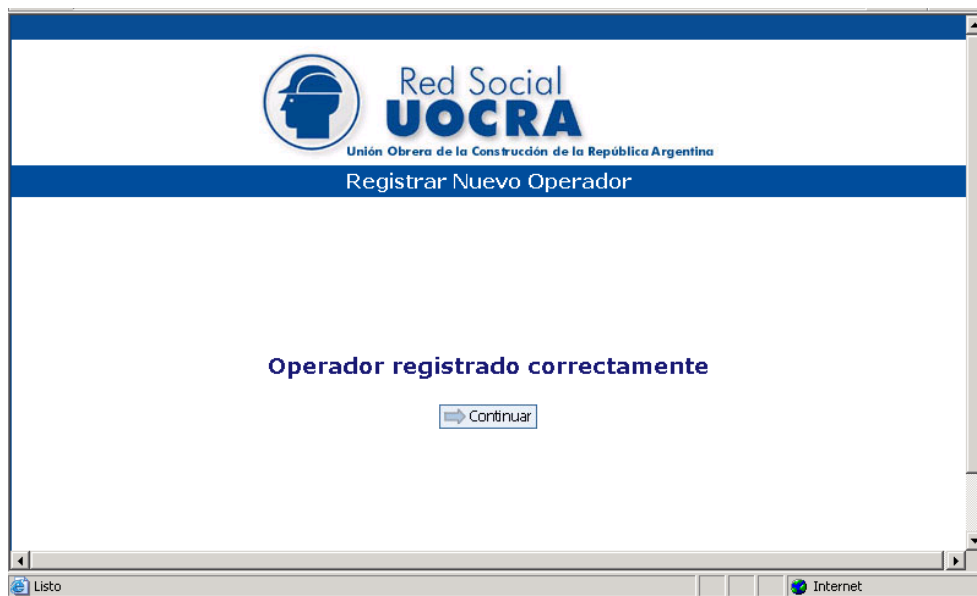 Red Social
UOCRA
Unión Obrera de la Construcción de la República Argentina
Registrar Nuevo Operador
Operador registrado correctamente
Continuar
Listo
Internet